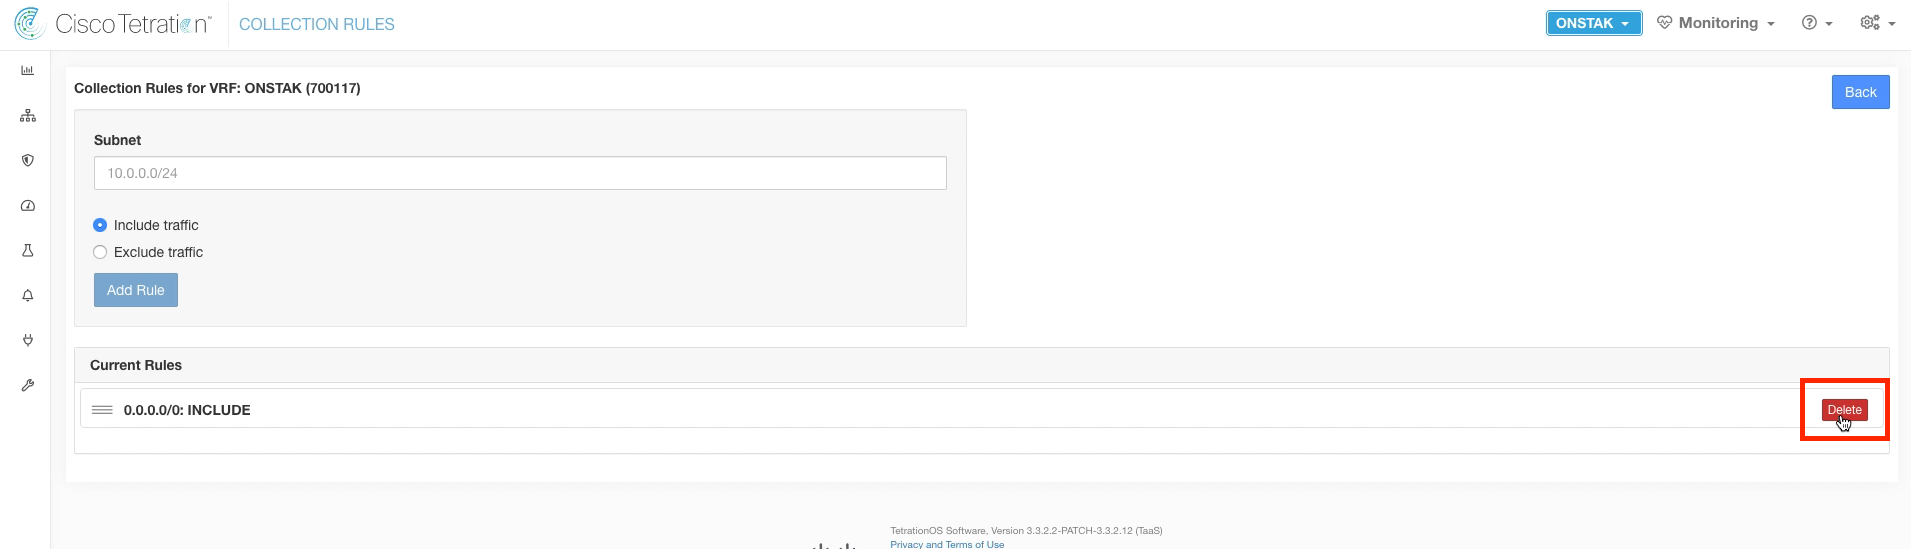 Cisco Tetration™ COLLECTION RULES ONSTAK Monitoring
Collection Rules for VRF: ONSTAK (700117)
Back
Subnet
10.0.0.0/24
Include traffic
Exclude traffic
Add Rule
Current Rules
0.0.0.0/0: INCLUDE
Delete
TetrationOS Software, Version 3.3.2.2-PATCH-3.3.2.12 (TaaS)
Privacy and Terms of Use